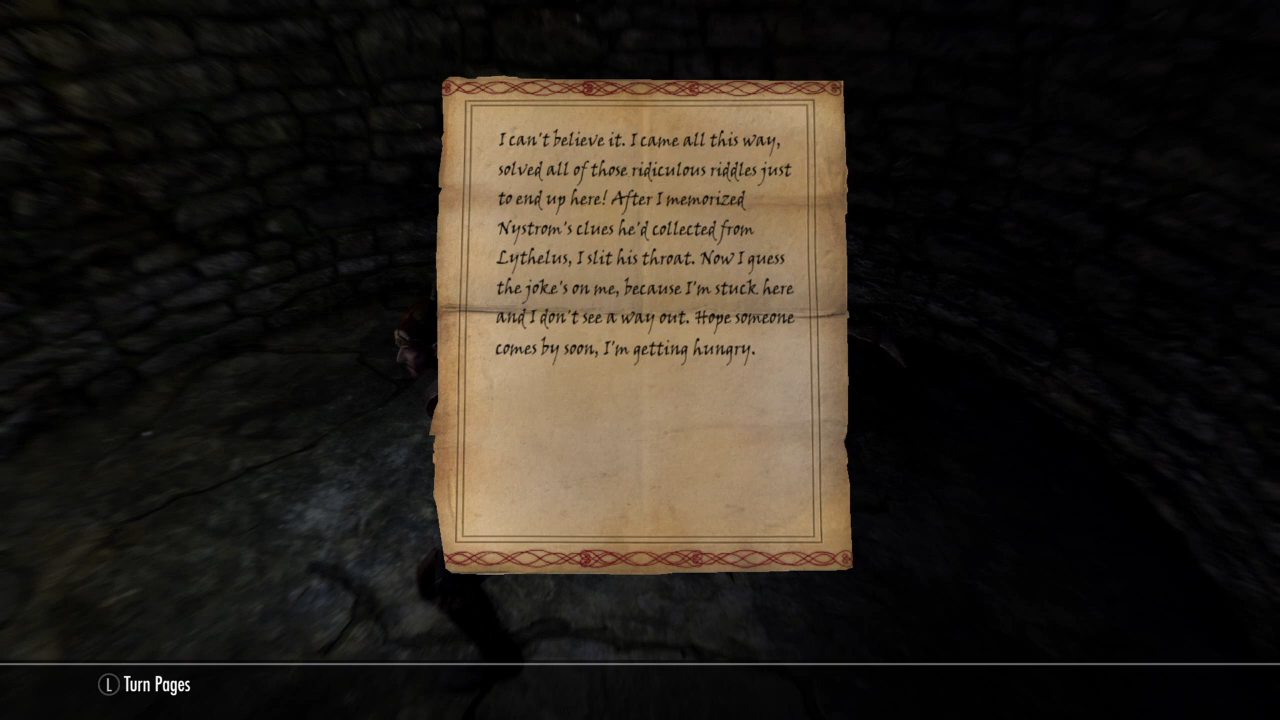 I can't believe it. I came all this way,
solved all of those ridiculous riddles just
to end up here! After I memorized
Nystrom's clues he'd collected from
Lythelus, I slit his throat. Now I guess
the joke's on me, because I'm stuck here
and I don't see a way out. Hope someone
comes by soon, I'm getting hungry.
L Turn Pages